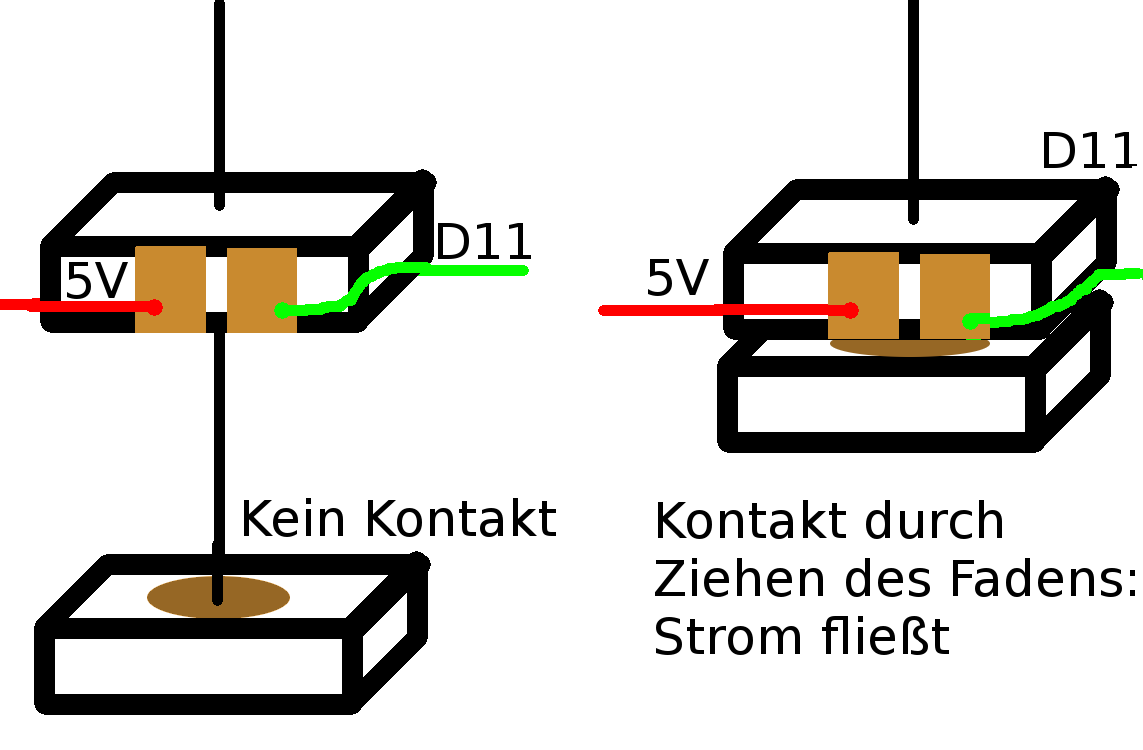 D11
D11
5V
5V
Kein Kontakt
Kontakt durch
Ziehen des Fadens:
Strom fließt